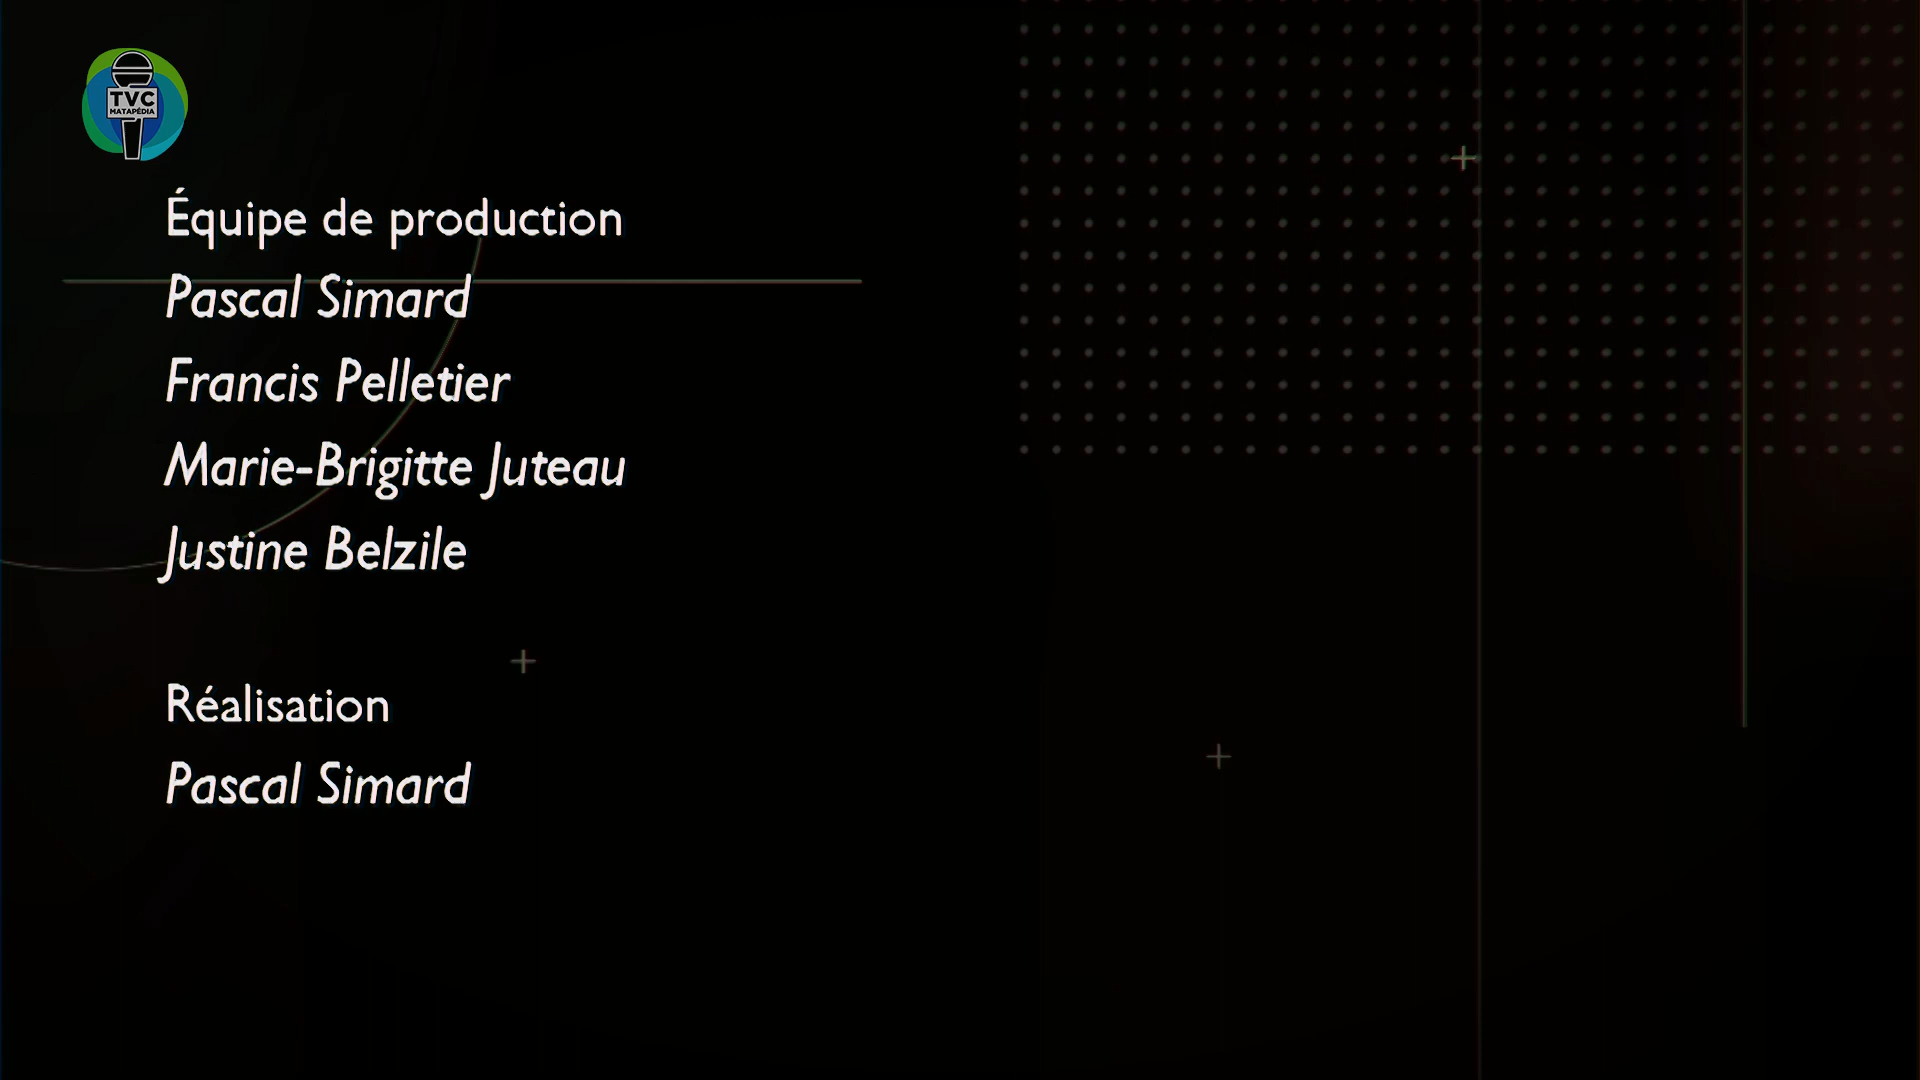 TVC
MATAPÉDIA
Équipe de production
Pascal Simard
Francis Pelletier
Marie-Brigitte Juteau
Justine Belzile
Réalisation
Pascal Simard